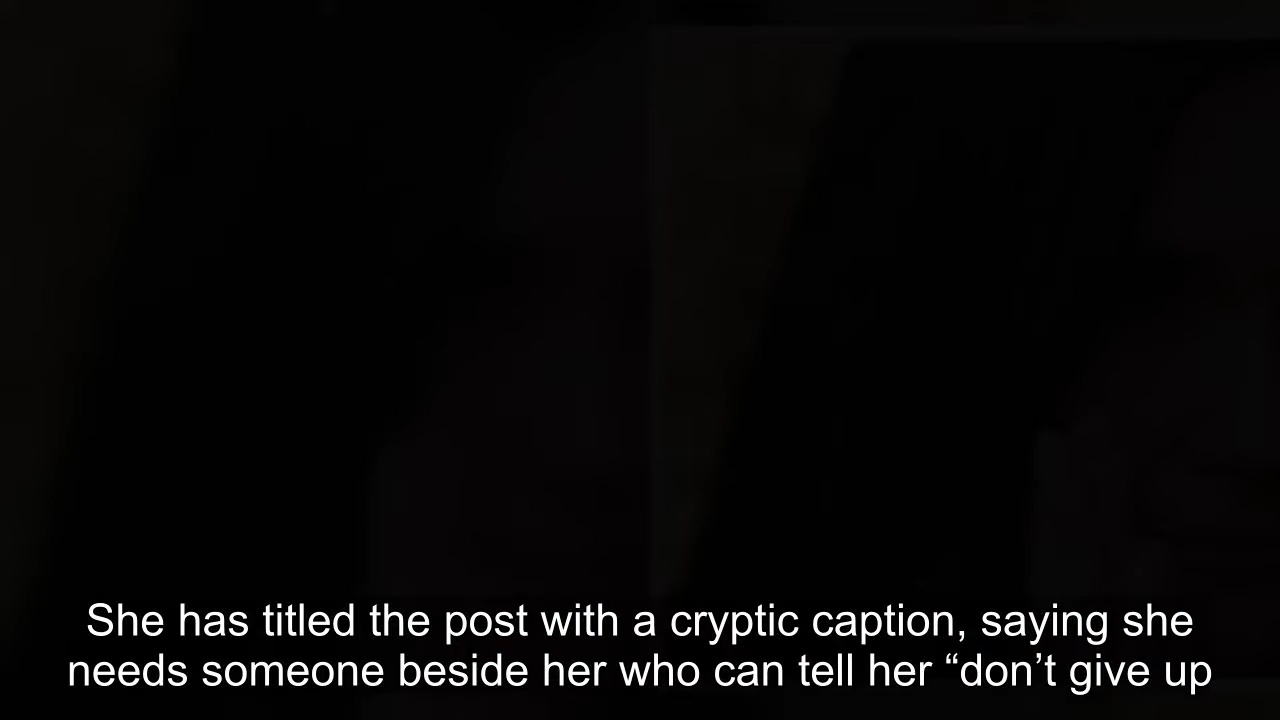 She has titled the post with a cryptic caption, saying she
needs someone beside her who can tell her “don’t give up